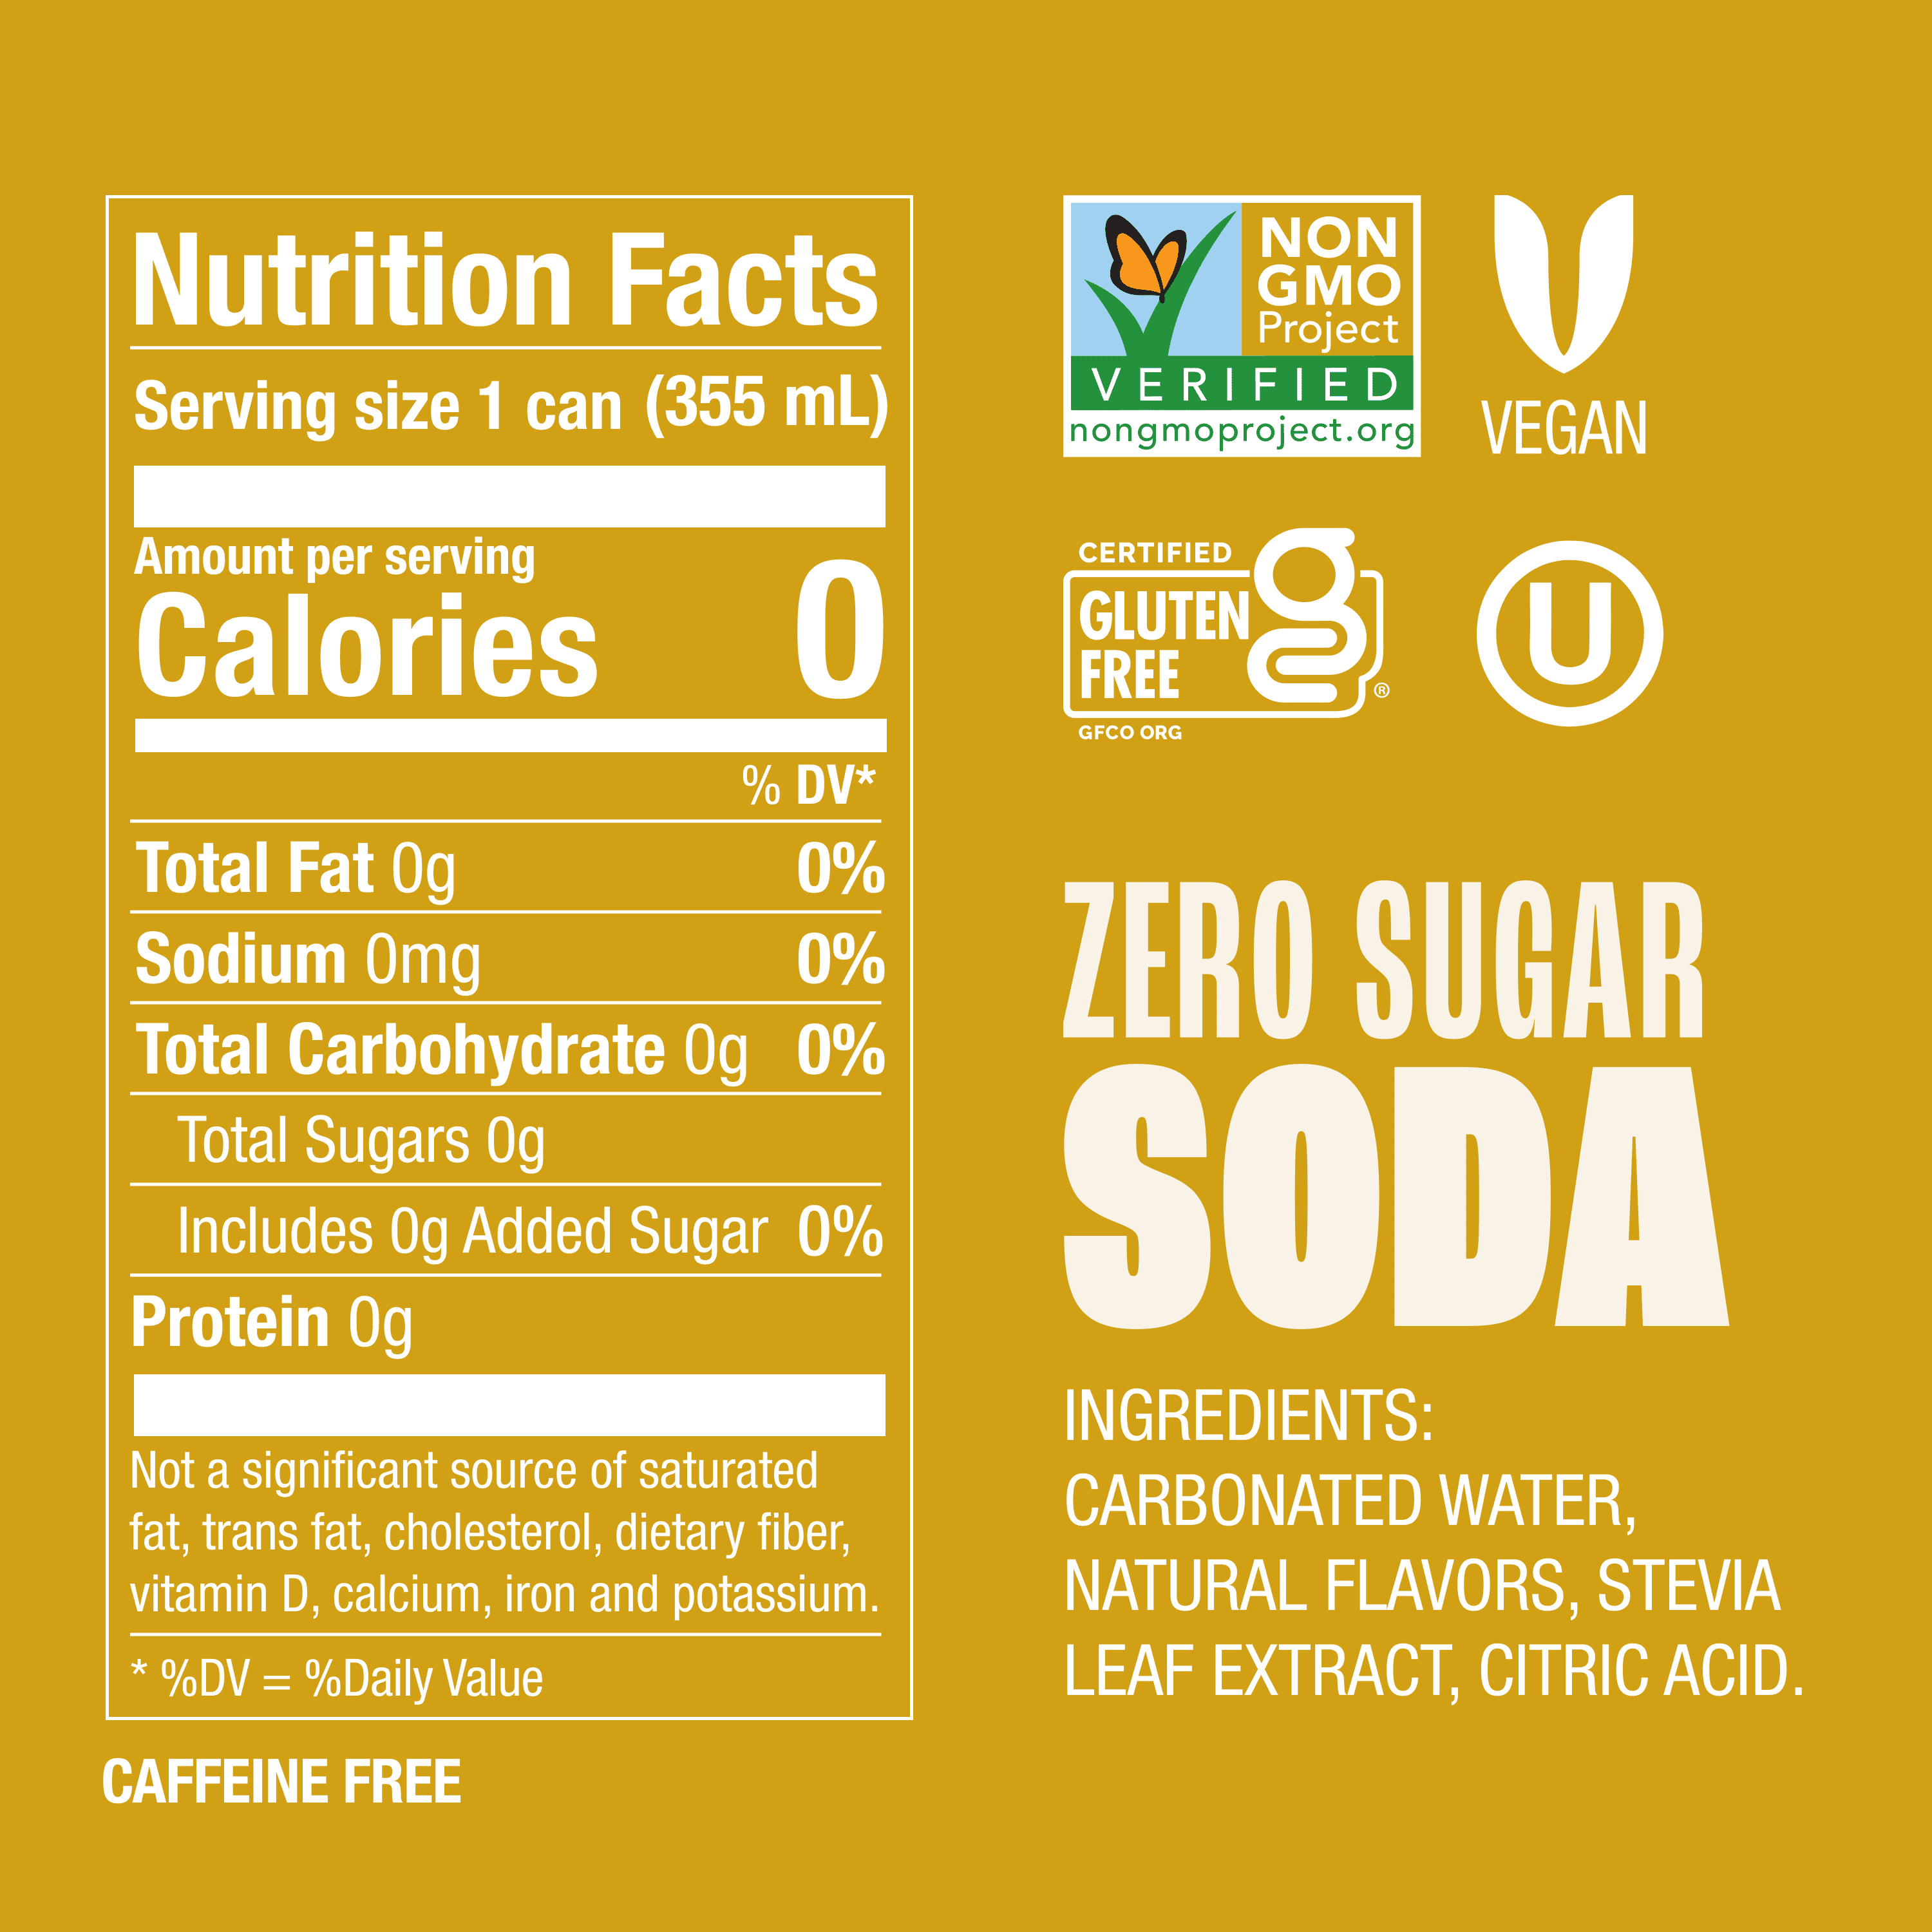 Nutrition Facts
Serving size 1 can (355 mL)
Amount per serving
Calories 0
% DV*
Total Fat 0g 0%
Sodium 0mg 0%
Total Carbohydrate 0g 0%
Total Sugars 0g
Includes 0g Added Sugar 0%
Protein 0g
Not a significant source of saturated
fat, trans fat, cholesterol, dietary fiber,
vitamin D, calcium, iron and potassium.
* %DV = %Daily Value
CAFFEINE FREE
NON
GMO
Project
VERIFIED
nongmoproject.org
VEGAN
CERTIFIED
GLUTEN
FREE
g
®
GFCO ORG
U
ZERO SUGAR
SODA
INGREDIENTS:
CARBONATED WATER,
NATURAL FLAVORS, STEVIA
LEAF EXTRACT, CITRIC ACID.